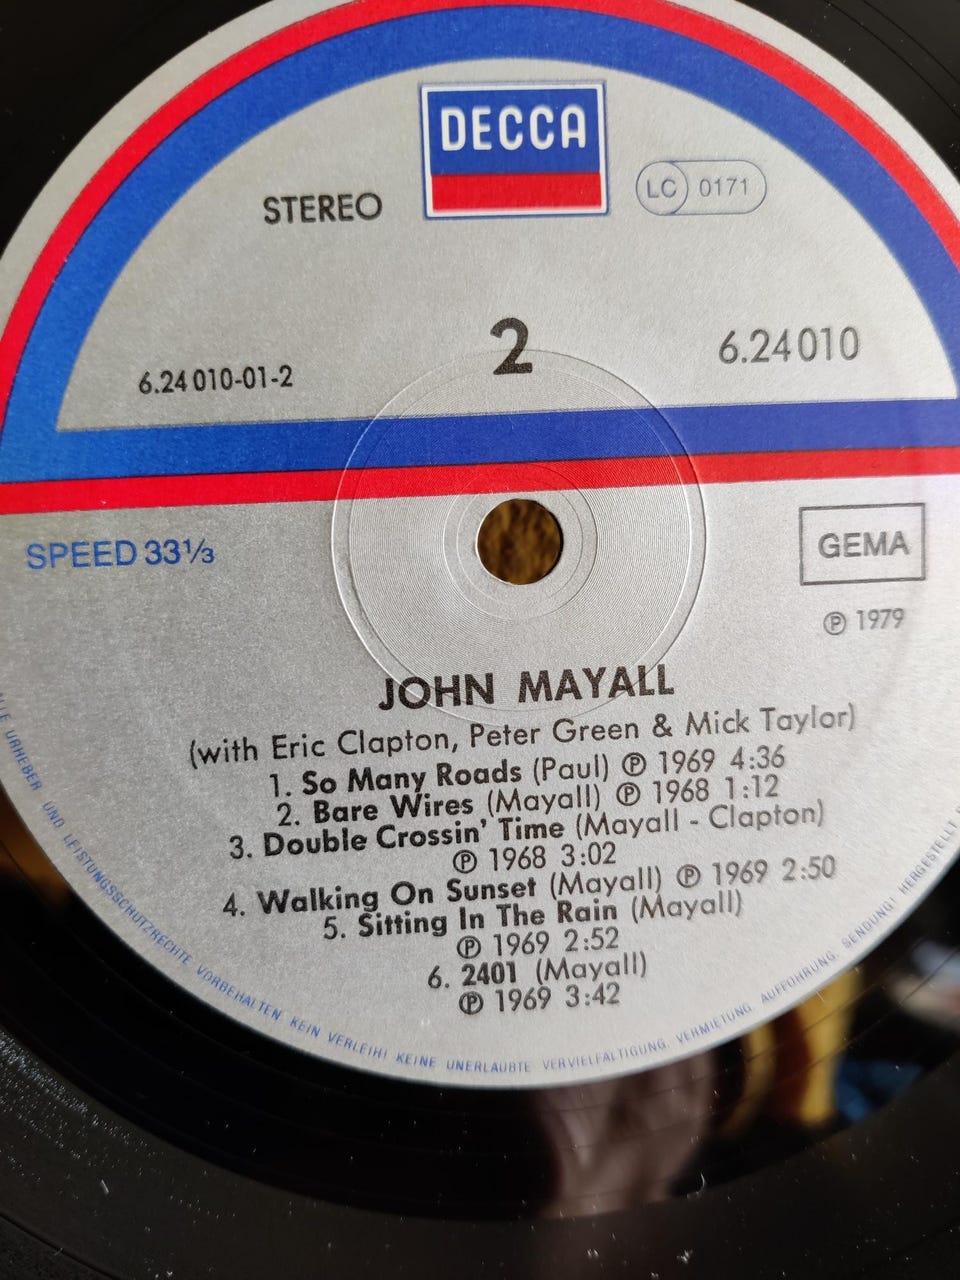 DECCA
STEREO
LC 0171
2
6.24010
6.24 010-01-2
SPEED 33⅓
GEMA
Ⓟ 1979
JOHN MAYALL
(with Eric Clapton, Peter Green & Mick Taylor)
1. So Many Roads (Paul) Ⓟ 1969 4:36
2. Bare Wires (Mayall) Ⓟ 1968 1:12
3. Double Crossin' Time (Mayall - Clapton)
Ⓟ 1968 3:02
4. Walking On Sunset (Mayall) Ⓟ 1969 2:50
5. Sitting In The Rain (Mayall)
Ⓟ 1969 2:52
6. 2401 (Mayall)
Ⓟ 1969 3:42
URHEBER UND LEISTUNGSSCHUTZRECHTE VORBEHALTEN KEIN VERLEIH! KEINE UNERLAUBTE VERVIELFÄLTIGUNG, VERMIETUNG, AUFFÜHRUNG, SENDUNG! HERGESTELLT